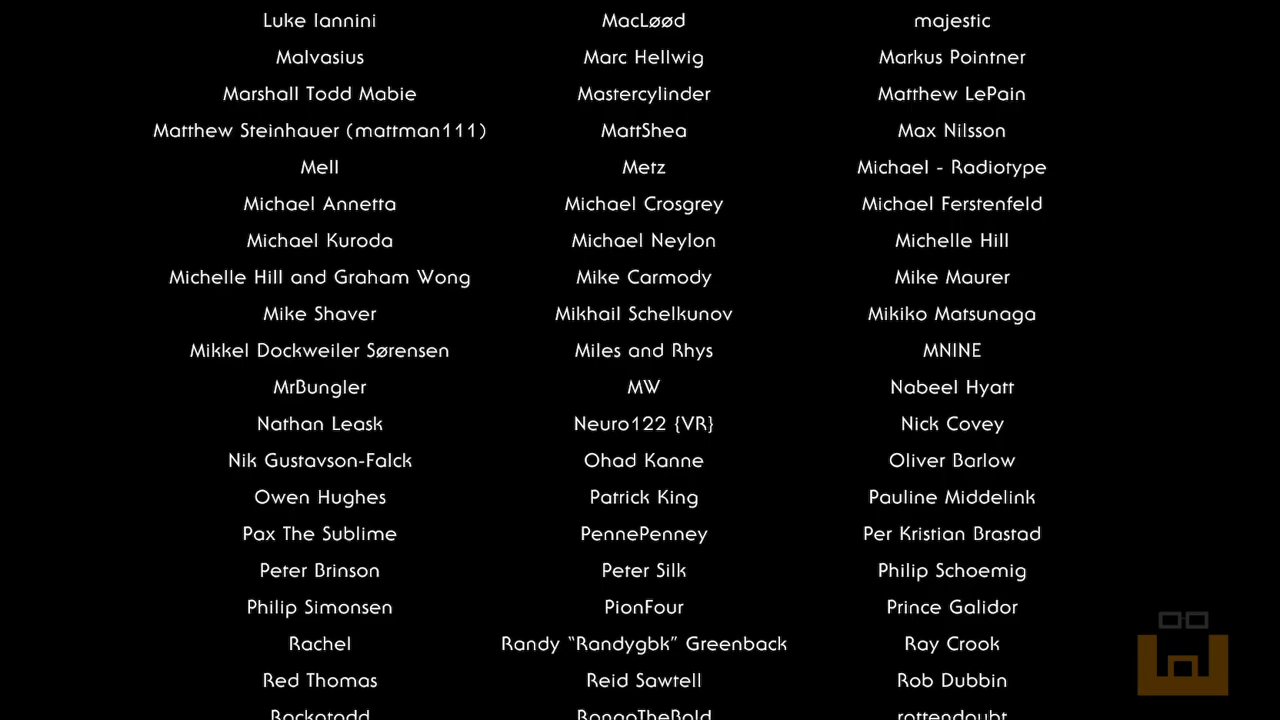 Luke Iannini MacLøød majestic
Malvasius Marc Hellwig Markus Pointner
Marshall Todd Mabie Mastercylinder Matthew LePain
Matthew Steinhauer (mattman111) MattShea Max Nilsson
Mell Metz Michael - Radiotype
Michael Annetta Michael Crosgrey Michael Ferstenfeld
Michael Kuroda Michael Neylon Michelle Hill
Michelle Hill and Graham Wong Mike Carmody Mike Maurer
Mike Shaver Mikhail Schelkunov Mikiko Matsunaga
Mikkel Dockweiler Sørensen Miles and Rhys MNINE
MrBungler MW Nabeel Hyatt
Nathan Leask Neuro122 {VR} Nick Covey
Nik Gustavson-Falck Ohad Kanne Oliver Barlow
Owen Hughes Patrick King Pauline Middelink
Pax The Sublime PennePenney Per Kristian Brastad
Peter Brinson Peter Silk Philip Schoemig
Philip Simonsen PionFour Prince Galidor
Rachel Randy “Randygbk” Greenback Ray Crook
Red Thomas Reid Sawtell Rob Dubbin
rottendoubt